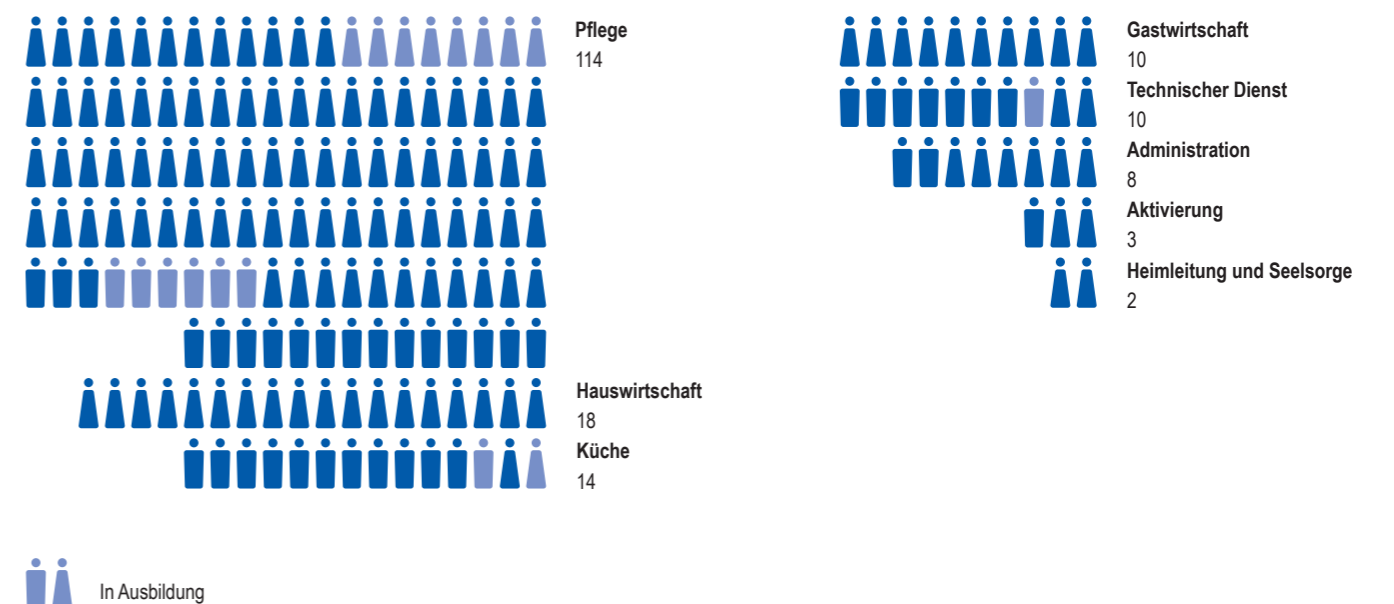 Pflege
114
Hauswirtschaft
18
Küche
14
Gastwirtschaft
10
Technischer Dienst
10
Administration
8
Aktivierung
3
Heimleitung und Seelsorge
2
In Ausbildung